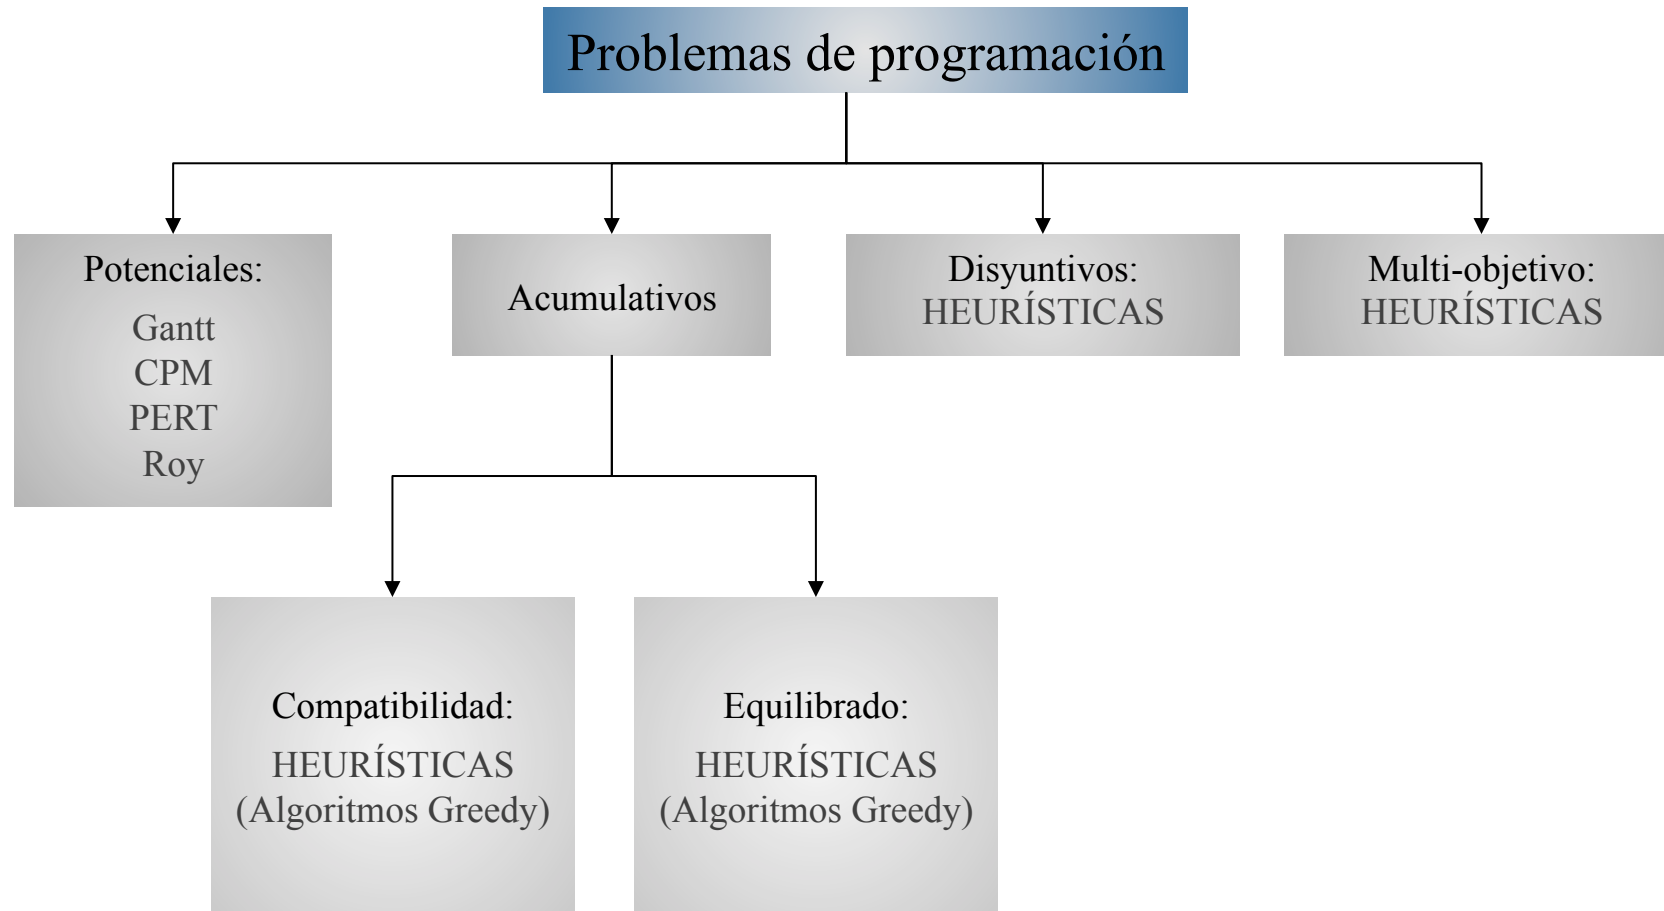 Problemas de programación
Potenciales:
Gantt
CPM
PERT
Roy
Acumulativos
Disyuntivos:
HEURÍSTICAS
Multi-objetivo:
HEURÍSTICAS
Compatibilidad:
HEURÍSTICAS
(Algoritmos Greedy)
Equilibrado:
HEURÍSTICAS
(Algoritmos Greedy)